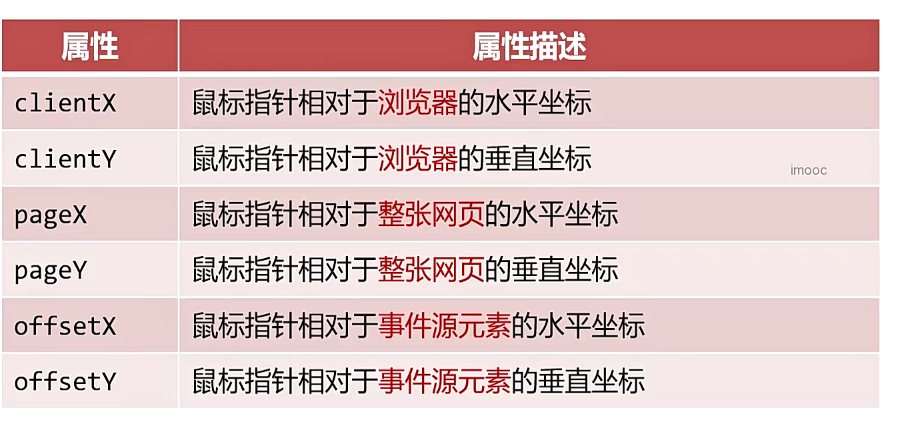 属性 属性描述
clientX 鼠标指针相对于浏览器的水平坐标
clientY 鼠标指针相对于浏览器的垂直坐标
imooc
pageX 鼠标指针相对于整张网页的水平坐标
pageY 鼠标指针相对于整张网页的垂直坐标
offsetX 鼠标指针相对于事件源元素的水平坐标
offsetY 鼠标指针相对于事件源元素的垂直坐标